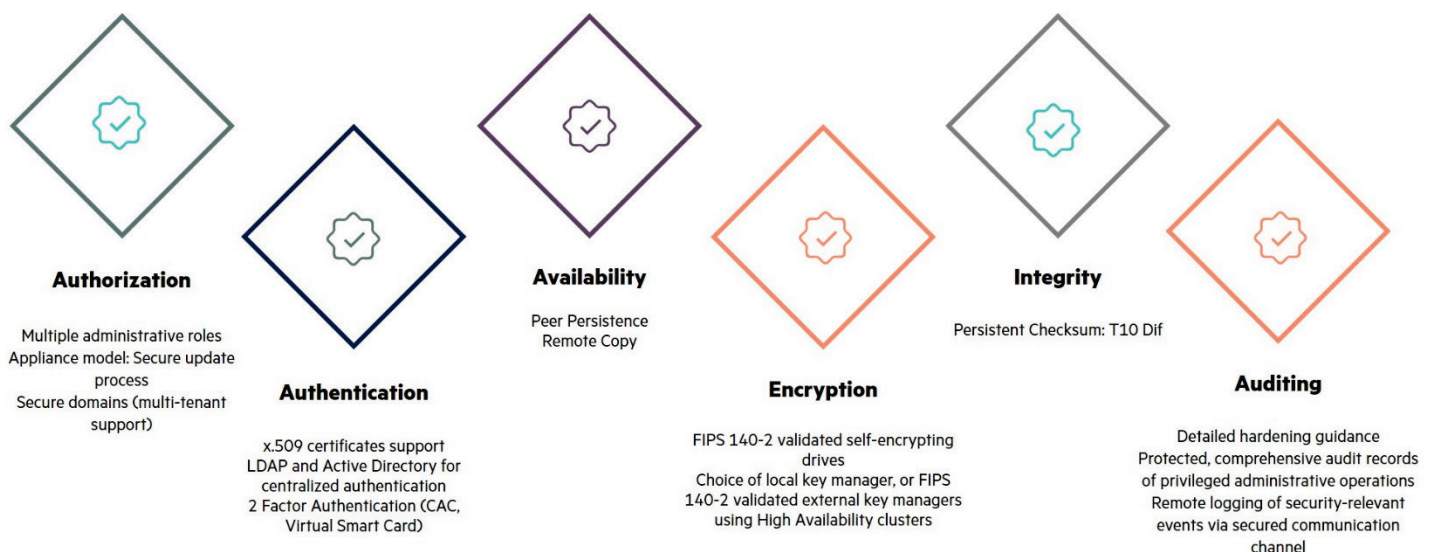 Authorization
Multiple administrative roles
Appliance model: Secure update
process
Secure domains (multi-tenant
support)
Authentication
x.509 certificates support
LDAP and Active Directory for
centralized authentication
2 Factor Authentication (CAC,
Virtual Smart Card)
Availability
Peer Persistence
Remote Copy
Encryption
FIPS 140-2 validated self-encrypting
drives
Choice of local key manager, or FIPS
140-2 validated external key managers
using High Availability clusters
Integrity
Persistent Checksum: T10 Dif
Auditing
Detailed hardening guidance
Protected, comprehensive audit records
of privileged administrative operations
Remote logging of security-relevant
events via secured communication
channel